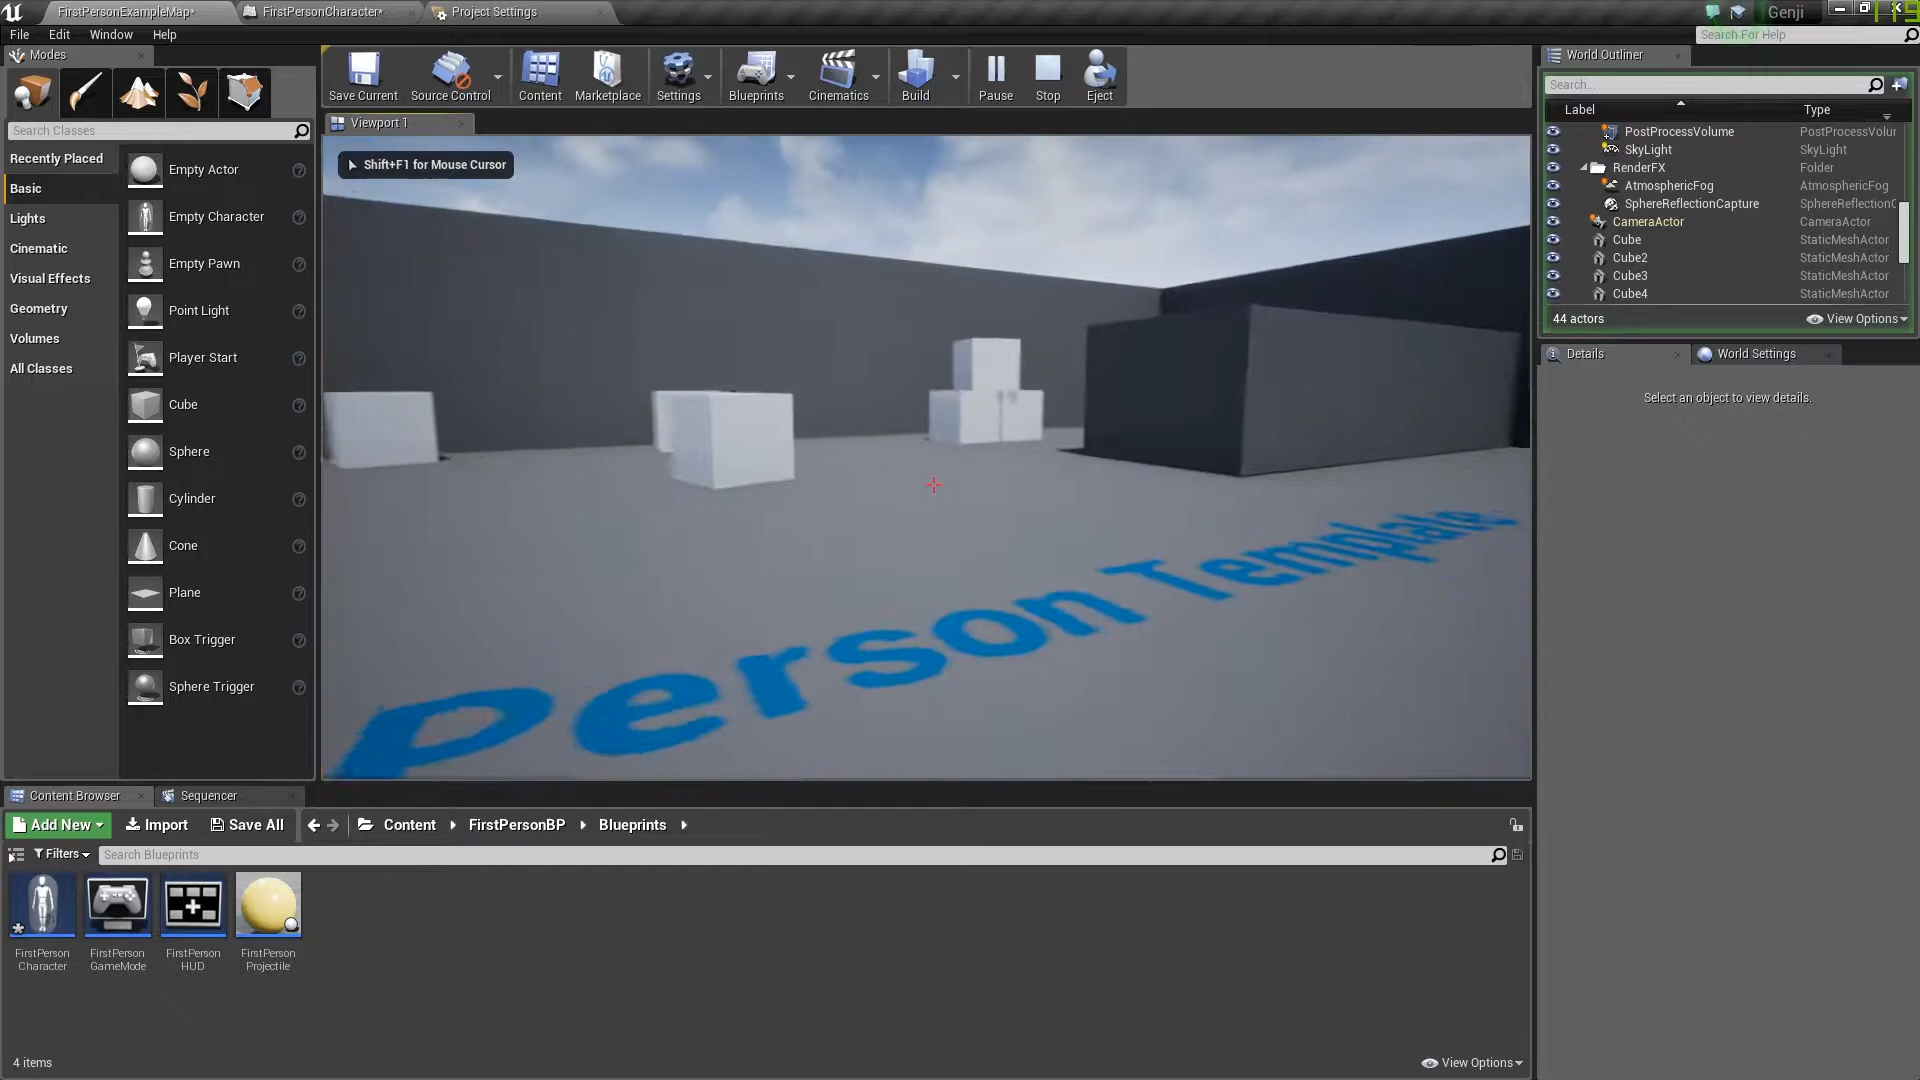 FirstPersonExampleMap*
FirstPersonCharacter*
Project Settings
Genji
File Edit Window Help
Search For Help
Modes
Save Current
Source Control
Content
Marketplace
Settings
Blueprints
Cinematics
Build
Pause
Stop
Eject
World Outliner
Search...
Label Type
PostProcessVolume PostProcessVolur
SkyLight SkyLight
RenderFX Folder
AtmosphericFog AtmosphericFog
SphereReflectionCapture SphereReflectionC
CameraActor CameraActor
Cube StaticMeshActor
Cube2 StaticMeshActor
Cube3 StaticMeshActor
Cube4 StaticMeshActor
44 actors View Options
Details World Settings
Select an object to view details.
Search Classes
Recently Placed
Basic
Lights
Cinematic
Visual Effects
Geometry
Volumes
All Classes
Empty Actor
Empty Character
Empty Pawn
Point Light
Player Start
Cube
Sphere
Cylinder
Cone
Plane
Box Trigger
Sphere Trigger
Viewport 1
Shift+F1 for Mouse Cursor
Person Template
Content Browser
Sequencer
Add New Import Save All Content FirstPersonBP Blueprints
Filters Search Blueprints
FirstPerson
Character
FirstPerson
GameMode
FirstPerson
HUD
FirstPerson
Projectile
4 items View Options